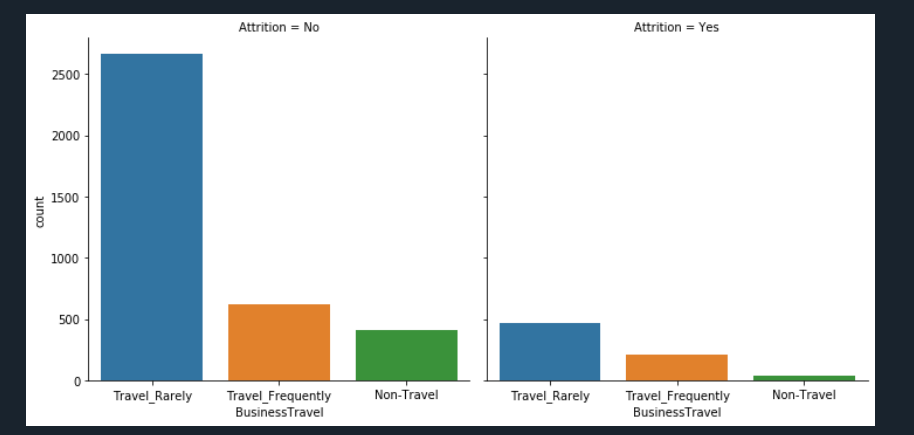 Attrition = No
Attrition = Yes
count
2500
2000
1500
1000
500
0
Travel_Rarely Travel_Frequently Non-Travel
BusinessTravel
Travel_Rarely Travel_Frequently Non-Travel
BusinessTravel